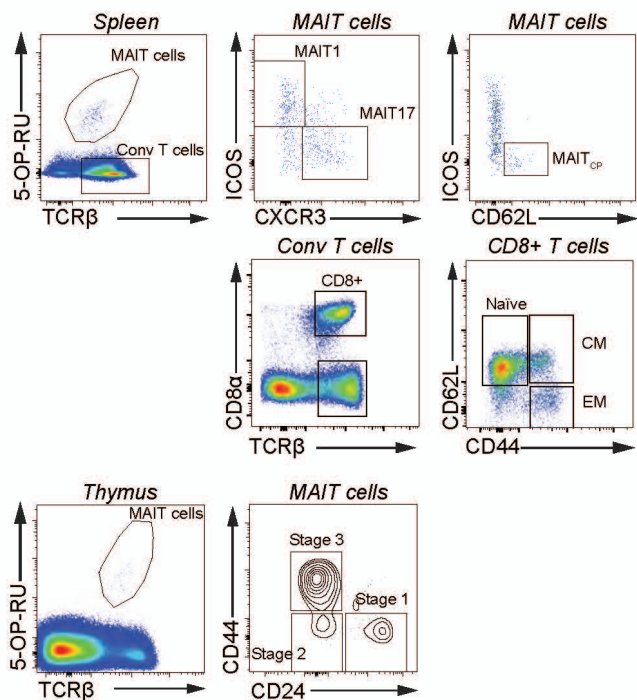 Spleen
MAIT cells
Conv T cells
5-OP-RU
TCRβ
MAIT cells
MAIT1
MAIT17
ICOS
CXCR3
MAIT cells
MAITCP
ICOS
CD62L
Conv T cells
CD8+
CD8α
TCRβ
CD8+ T cells
Naïve
CM
EM
CD62L
CD44
Thymus
MAIT cells
5-OP-RU
TCRβ
MAIT cells
Stage 3
Stage 1
Stage 2
CD44
CD24